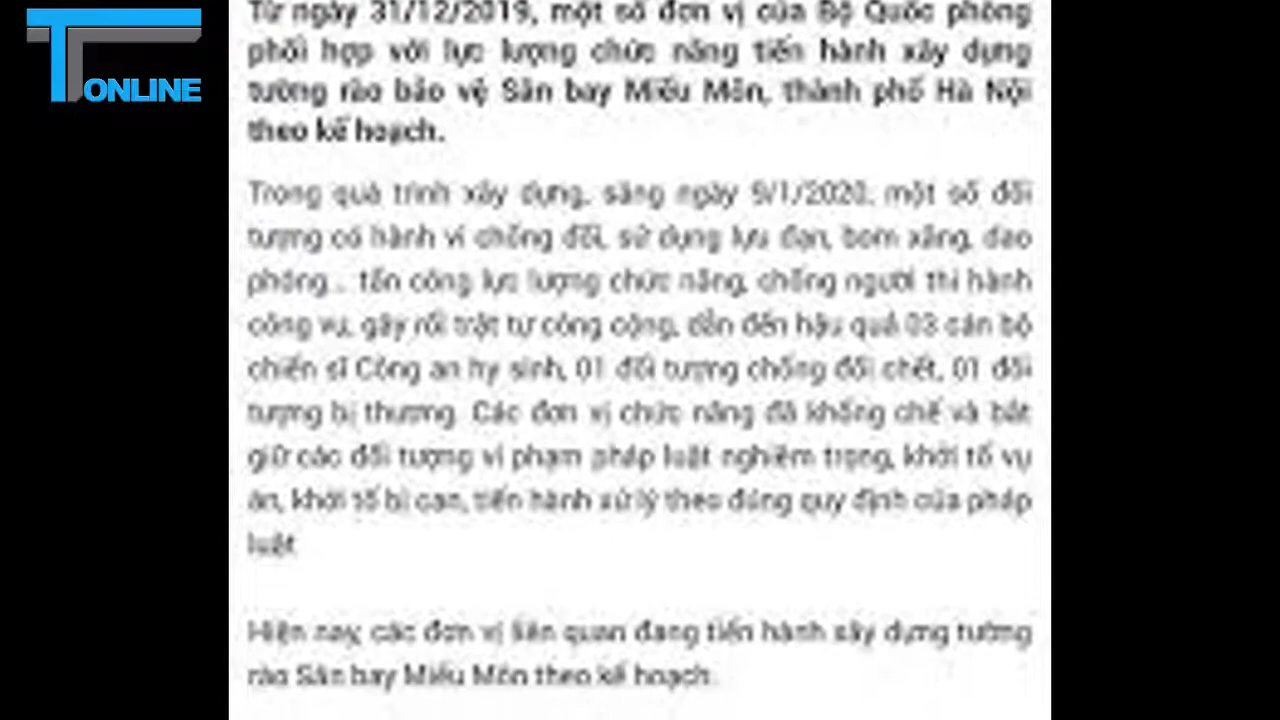 TONLINE
Từ ngày 31/12/2019, một số đơn vị của Bộ Quốc phòng
phối hợp với lực lượng chức năng tiến hành xây dựng
tường rào bảo vệ Sân bay Miếu Môn, thành phố Hà Nội
theo kế hoạch.
Trong quá trình xây dựng, sáng ngày 9/1/2020, một số đối
tượng có hành vi chống đối, sử dụng lựu đạn, bom xăng, dao
phóng... tấn công lực lượng chức năng, chống người thi hành
công vụ, gây rối trật tự công cộng, dẫn đến hậu quả 03 cán bộ
chiến sĩ Công an hy sinh, 01 đối tượng chống đối chết, 01 đối
tượng bị thương. Các đơn vị chức năng đã khống chế và bắt
giữ các đối tượng vi phạm pháp luật nghiêm trọng, khởi tố vụ
án, khởi tố bị can, tiến hành xử lý theo đúng quy định của pháp
luật.
Hiện nay, các đơn vị liên quan đang tiến hành xây dựng tường
rào Sân bay Miếu Môn theo kế hoạch.